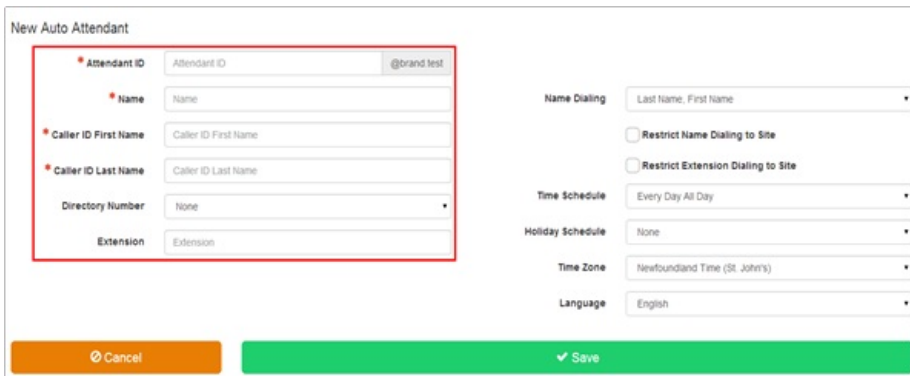 New Auto Attendant
* Attendant ID
Attendant ID
@brand.test
* Name
Name
* Caller ID First Name
Caller ID First Name
* Caller ID Last Name
Caller ID Last Name
Directory Number
None
Extension
Extension
Name Dialing
Last Name, First Name
Restrict Name Dialing to Site
Restrict Extension Dialing to Site
Time Schedule
Every Day All Day
Holiday Schedule
None
Time Zone
Newfoundland Time (St. John's)
Language
English
Cancel
Save